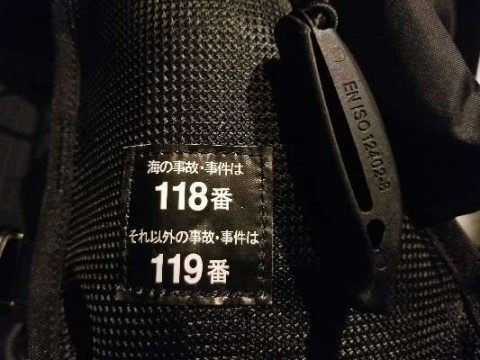 海の事故・事件は
118番
それ以外の事故・事件は
119番
EN ISO 12402-8